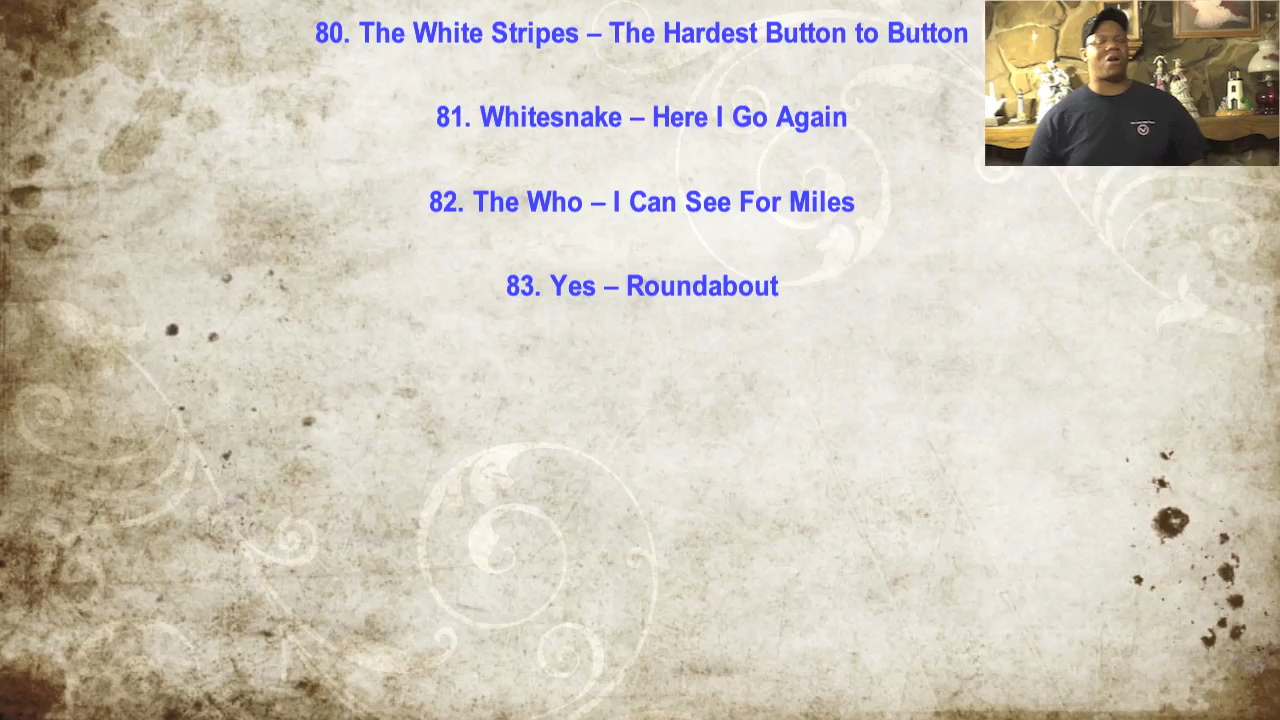 80. The White Stripes – The Hardest Button to Button
81. Whitesnake – Here I Go Again
82. The Who – I Can See For Miles
83. Yes – Roundabout